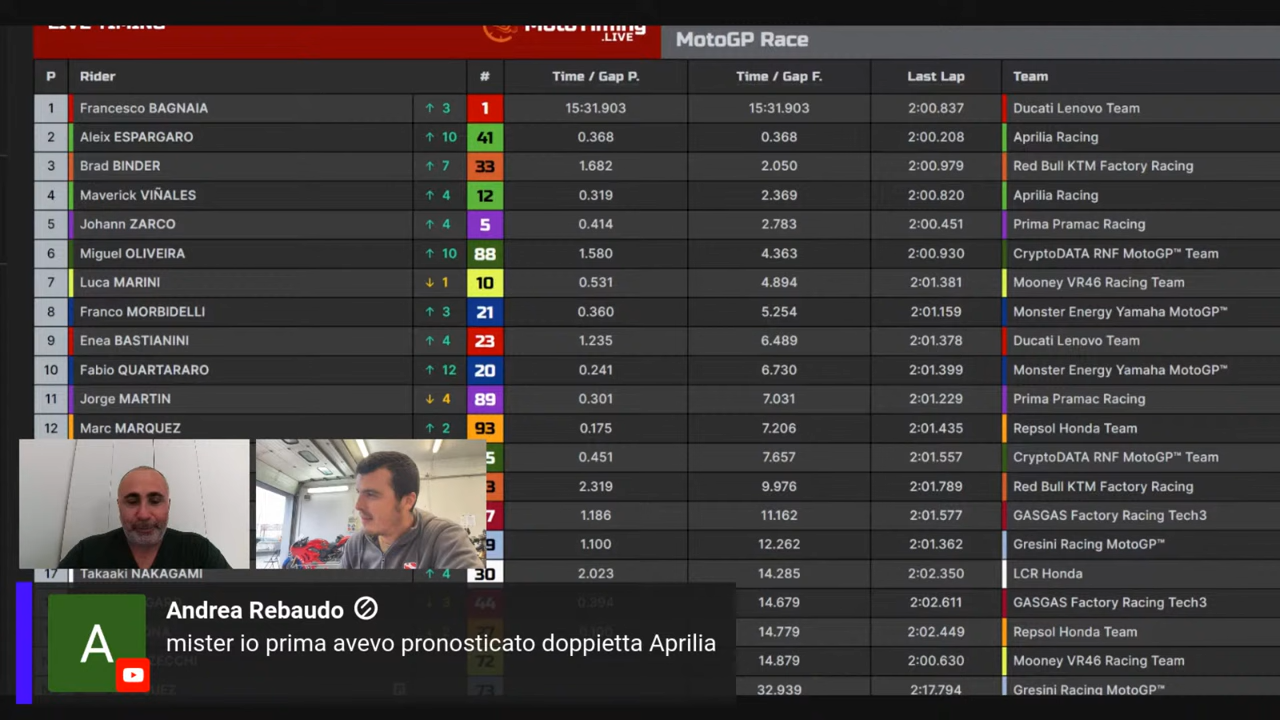 LIVE TIMING
MotoTiming
.LIVE
MotoGP Race
P Rider # Time / Gap P. Time / Gap F. Last Lap Team
1 Francesco BAGNAIA ↑ 3 1 15:31.903 15:31.903 2:00.837 Ducati Lenovo Team
2 Aleix ESPARGARO ↑ 10 41 0.368 0.368 2:00.208 Aprilia Racing
3 Brad BINDER ↑ 7 33 1.682 2.050 2:00.979 Red Bull KTM Factory Racing
4 Maverick VIÑALES ↑ 4 12 0.319 2.369 2:00.820 Aprilia Racing
5 Johann ZARCO ↑ 4 5 0.414 2.783 2:00.451 Prima Pramac Racing
6 Miguel OLIVEIRA ↑ 10 88 1.580 4.363 2:00.930 CryptoDATA RNF MotoGP™ Team
7 Luca MARINI ↓ 1 10 0.531 4.894 2:01.381 Mooney VR46 Racing Team
8 Franco MORBIDELLI ↑ 3 21 0.360 5.254 2:01.159 Monster Energy Yamaha MotoGP™
9 Enea BASTIANINI ↑ 4 23 1.235 6.489 2:01.378 Ducati Lenovo Team
10 Fabio QUARTARARO ↑ 12 20 0.241 6.730 2:01.399 Monster Energy Yamaha MotoGP™
11 Jorge MARTIN ↓ 4 89 0.301 7.031 2:01.229 Prima Pramac Racing
12 Marc MARQUEZ ↑ 2 93 0.175 7.206 2:01.435 Repsol Honda Team
5 0.451 7.657 2:01.557 CryptoDATA RNF MotoGP™ Team
3 2.319 9.976 2:01.789 Red Bull KTM Factory Racing
7 1.186 11.162 2:01.577 GASGAS Factory Racing Tech3
9 1.100 12.262 2:01.362 Gresini Racing MotoGP™
17 Takaaki NAKAGAMI ↑ 4 30 2.023 14.285 2:02.350 LCR Honda
44 0.394 14.679 2:02.611 GASGAS Factory Racing Tech3
14.779 2:02.449 Repsol Honda Team
72 14.879 2:00.630 Mooney VR46 Racing Team
73 32.939 2:17.794 Gresini Racing MotoGP™
A
Andrea Rebaudo
mister io prima avevo pronosticato doppietta Aprilia